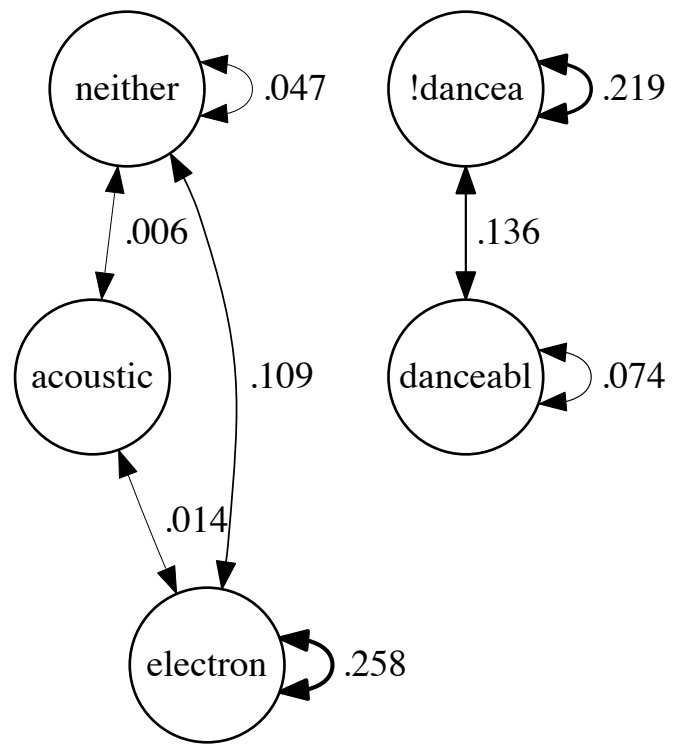 neither
.047
!dancea
.219
.006
.136
acoustic
.109
danceabl
.074
.014
electron
.258